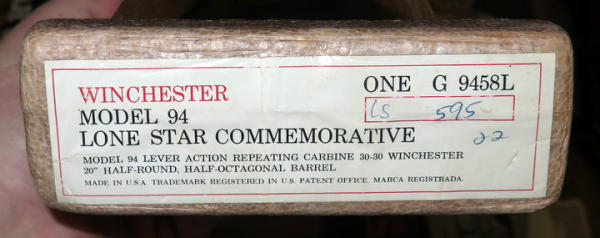 WINCHESTER
MODEL 94
LONE STAR COMMEMORATIVE
MODEL 94 LEVER ACTION REPEATING CARBINE 30-30 WINCHESTER
20" HALF-ROUND, HALF-OCTAGONAL BARREL
MADE IN U.S.A. TRADEMARK REGISTERED IN U.S. PATENT OFFICE. MARCA REGISTRADA.
ONE G 9458L
LS 595
22